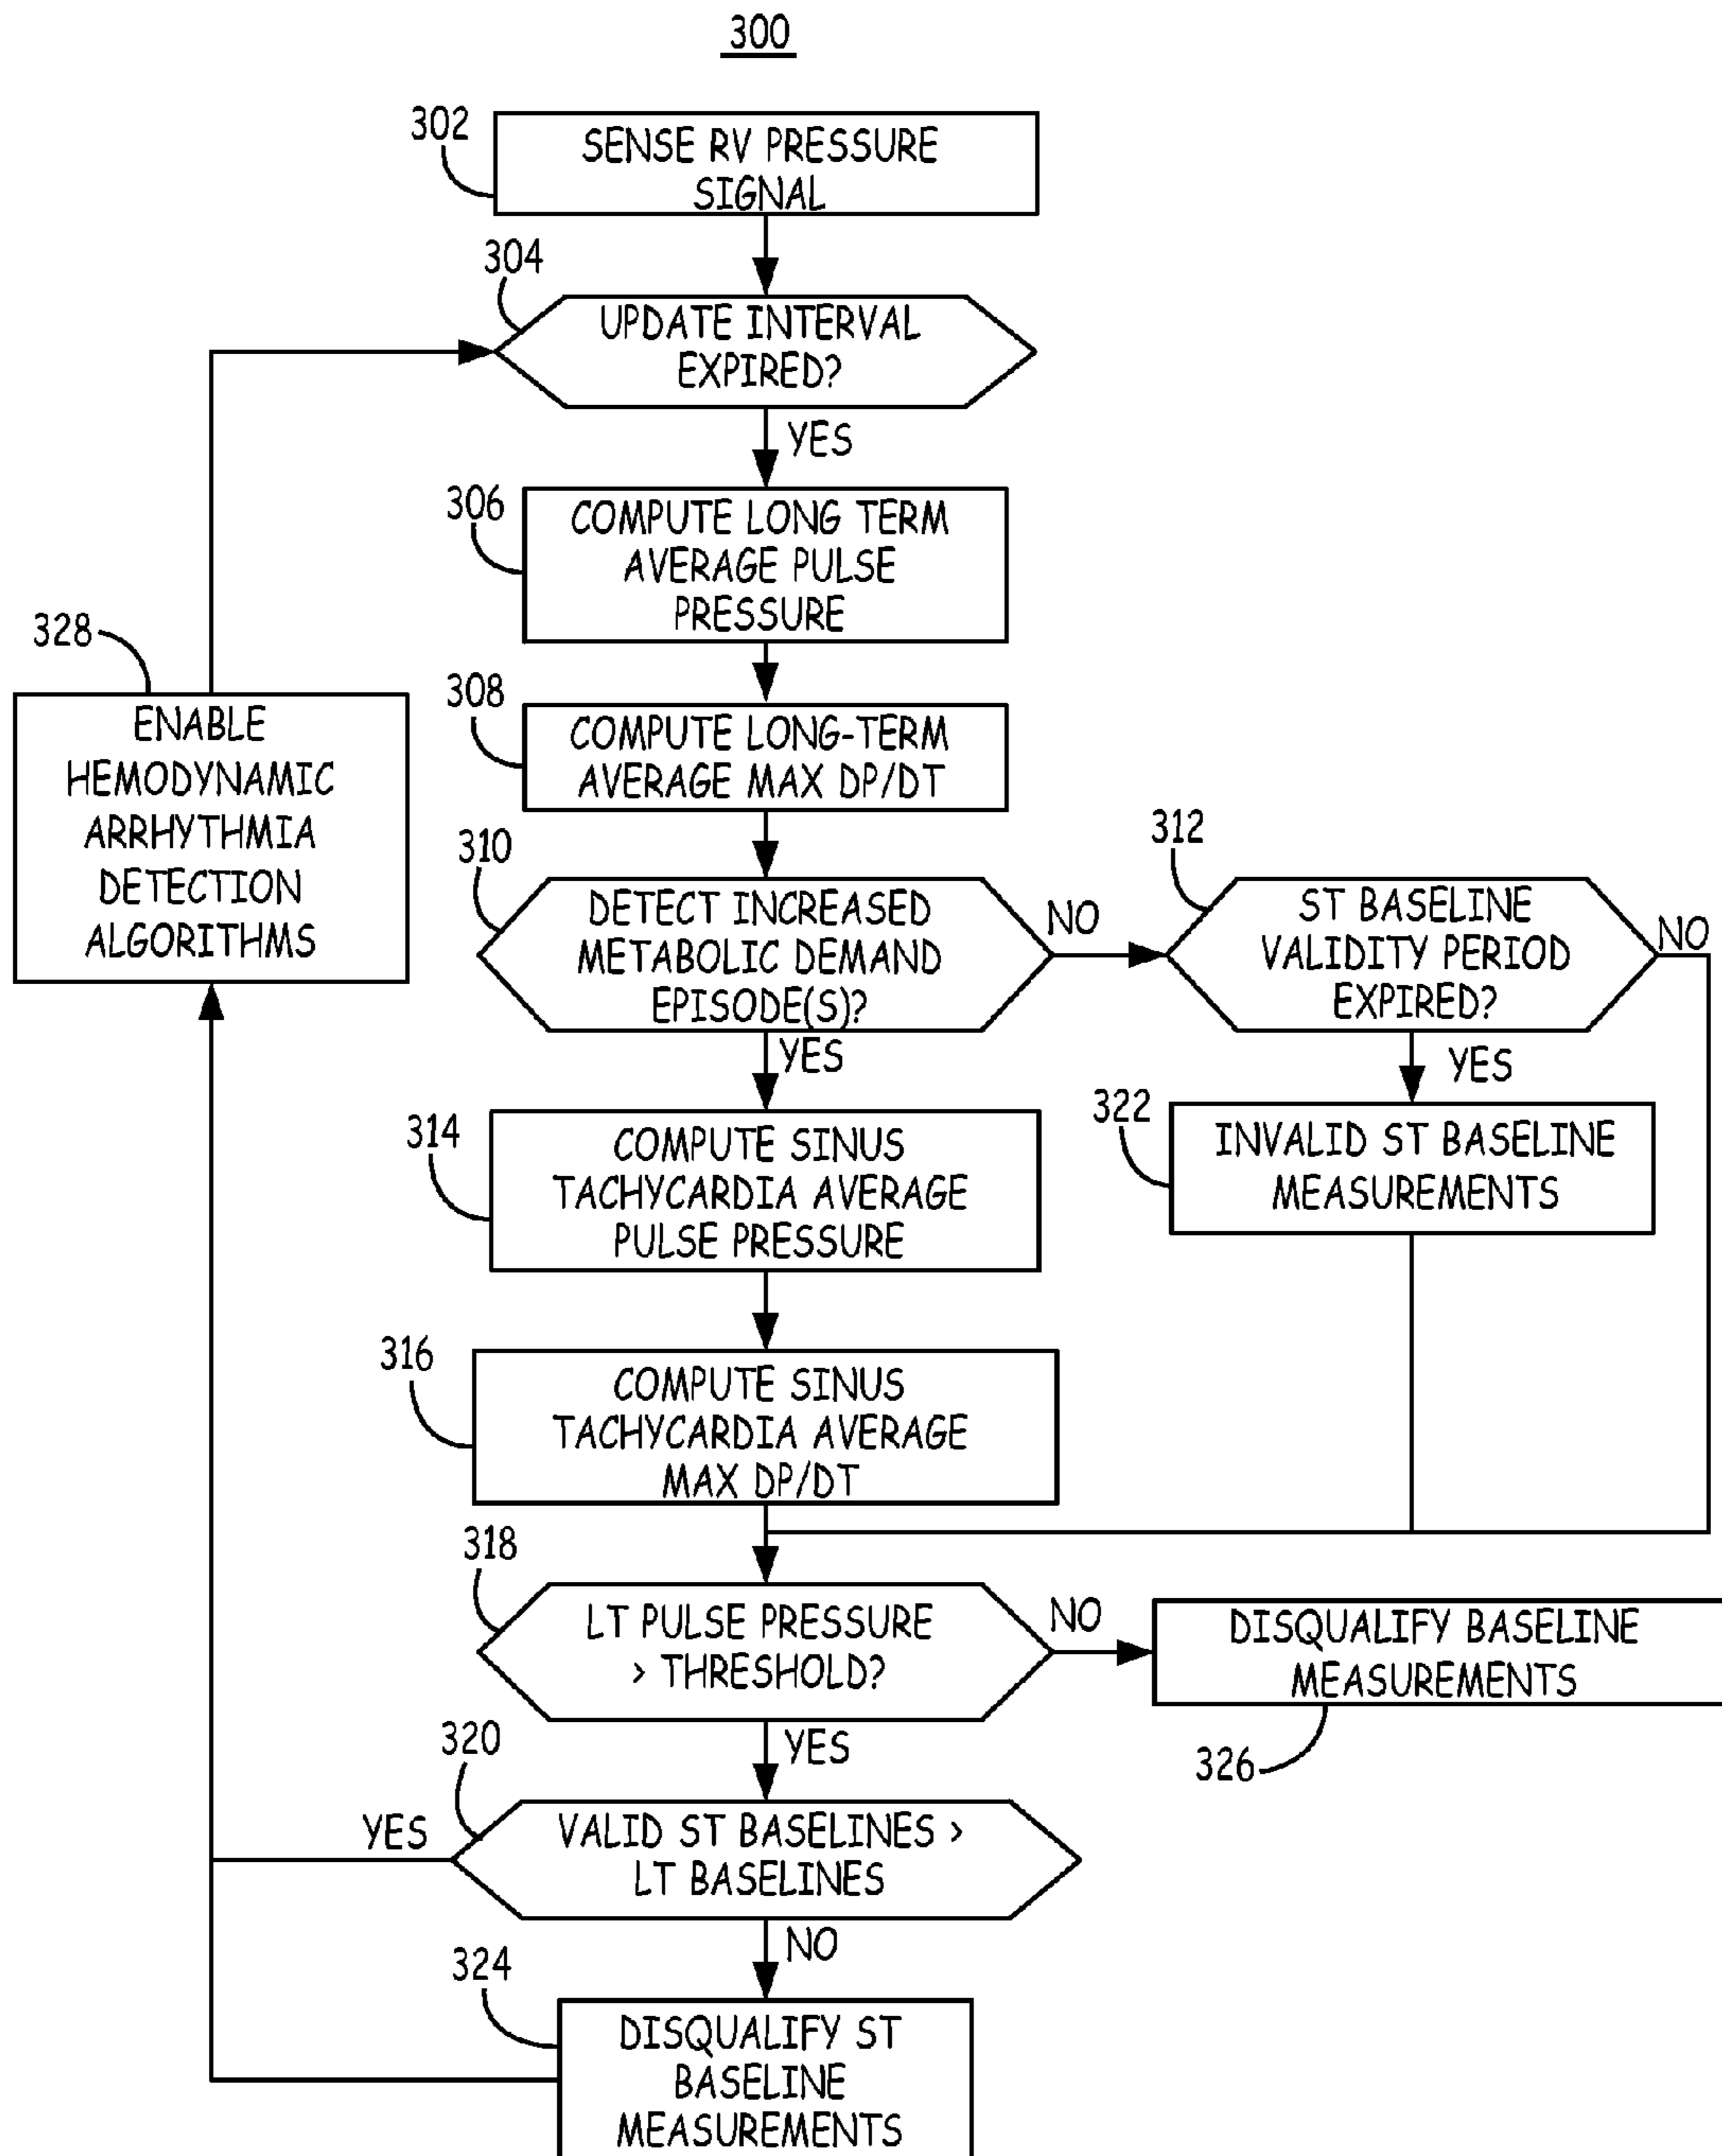 300
302
SENSE RV PRESSURE
SIGNAL
304
UPDATE INTERVAL
EXPIRED?
YES
306
COMPUTE LONG TERM
AVERAGE PULSE
PRESSURE
328
ENABLE
HEMODYNAMIC
ARRHYTHMIA
DETECTION
ALGORITHMS
308
COMPUTE LONG-TERM
AVERAGE MAX DP/DT
310
DETECT INCREASED
METABOLIC DEMAND
EPISODE(S)?
NO
312
ST BASELINE
VALIDITY PERIOD
EXPIRED?
NO
YES
YES
314
COMPUTE SINUS
TACHYCARDIA AVERAGE
PULSE PRESSURE
322
INVALID ST BASELINE
MEASUREMENTS
316
COMPUTE SINUS
TACHYCARDIA AVERAGE
MAX DP/DT
318
LT PULSE PRESSURE
> THRESHOLD?
NO
DISQUALIFY BASELINE
MEASUREMENTS
326
YES
320
VALID ST BASELINES >
LT BASELINES
YES
NO
324
DISQUALIFY ST
BASELINE
MEASUREMENTS